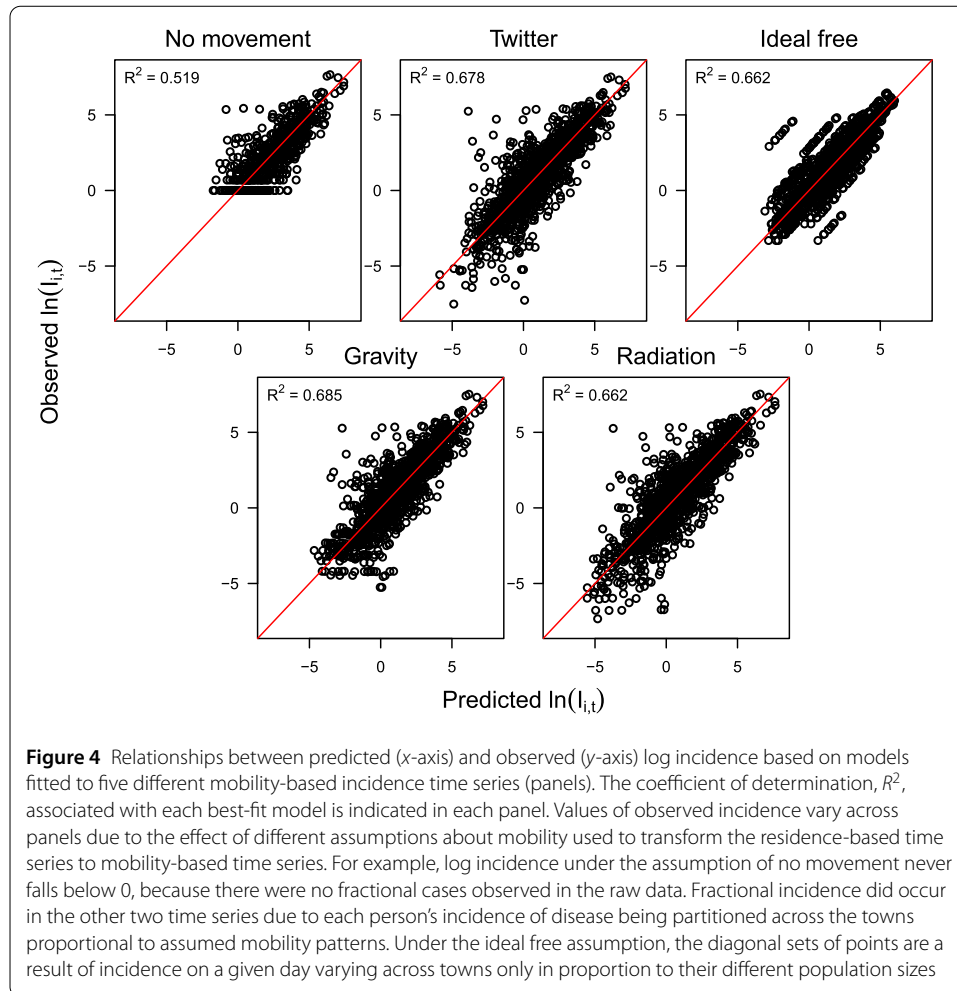 No movement
Twitter
Ideal free
R² = 0.519
R² = 0.678
R² = 0.662
5
0
−5
5
0
−5
5
0
−5
−5 0 5
−5 0 5
−5 0 5
Observed ln(I_{i,t})
Gravity
Radiation
R² = 0.685
R² = 0.662
5
0
−5
5
0
−5
−5 0 5
−5 0 5
Predicted ln(I_{i,t})
Figure 4 Relationships between predicted (x-axis) and observed (y-axis) log incidence based on models
fitted to five different mobility-based incidence time series (panels). The coefficient of determination, R²,
associated with each best-fit model is indicated in each panel. Values of observed incidence vary across
panels due to the effect of different assumptions about mobility used to transform the residence-based time
series to mobility-based time series. For example, log incidence under the assumption of no movement never
falls below 0, because there were no fractional cases observed in the raw data. Fractional incidence did occur
in the other two time series due to each person's incidence of disease being partitioned across the towns
proportional to assumed mobility patterns. Under the ideal free assumption, the diagonal sets of points are a
result of incidence on a given day varying across towns only in proportion to their different population sizes